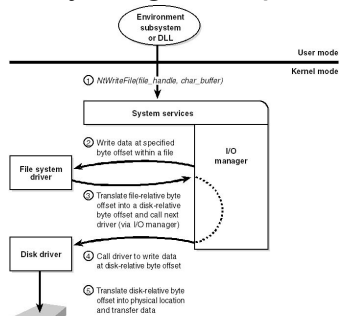 Environment
subsystem
or DLL
User mode
Kernel mode
① NtWriteFile(file_handle, char_buffer)
System services
② Write data at specified
byte offset within a file
I/O
manager
File system
driver
③ Translate file-relative byte
offset into a disk-relative
byte offset and call next
driver (via I/O manager)
Disk driver
④ Call driver to write data
at disk-relative byte offset
⑤ Translate disk-relative byte
offset into physical location
and transfer data